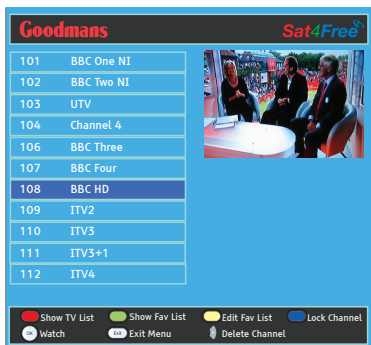 Goodmans Sat4Free
101 BBC One NI
102 BBC Two NI
103 UTV
104 Channel 4
106 BBC Three
107 BBC Four
108 BBC HD
109 ITV2
110 ITV3
111 ITV3+1
112 ITV4
Show TV List Show Fav List Edit Fav List Lock Channel
OK Watch Exit Exit Menu Delete Channel